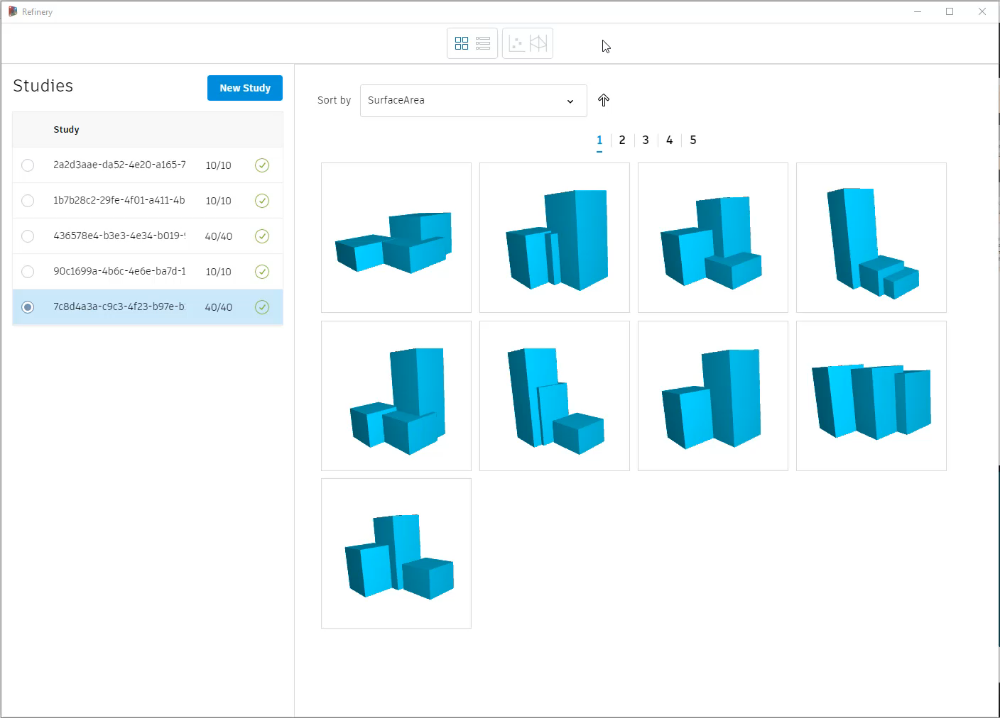 Refinery
Studies
New Study
Sort by
SurfaceArea
Study
1 2 3 4 5
2a2d3aae-da52-4e20-a165-7 10/10
1b7b28c2-29fe-4f01-a411-4b 10/10
436578e4-b3e3-4e34-b019- 40/40
90c1699a-4b6c-4e6e-ba7d-1 10/10
7c8d4a3a-c9c3-4f23-b97e-b 40/40